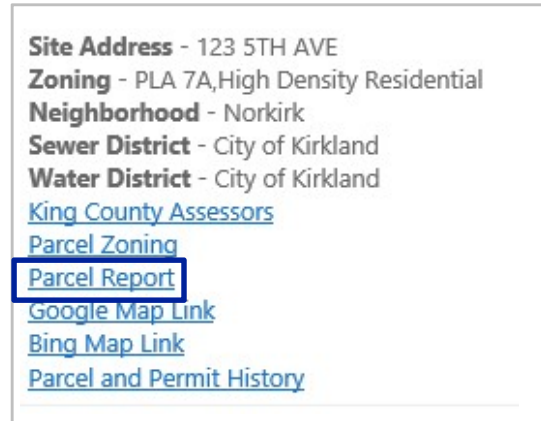 Site Address - 123 5TH AVE
Zoning - PLA 7A,High Density Residential
Neighborhood - Norkirk
Sewer District - City of Kirkland
Water District - City of Kirkland
King County Assessors
Parcel Zoning
Parcel Report
Google Map Link
Bing Map Link
Parcel and Permit History